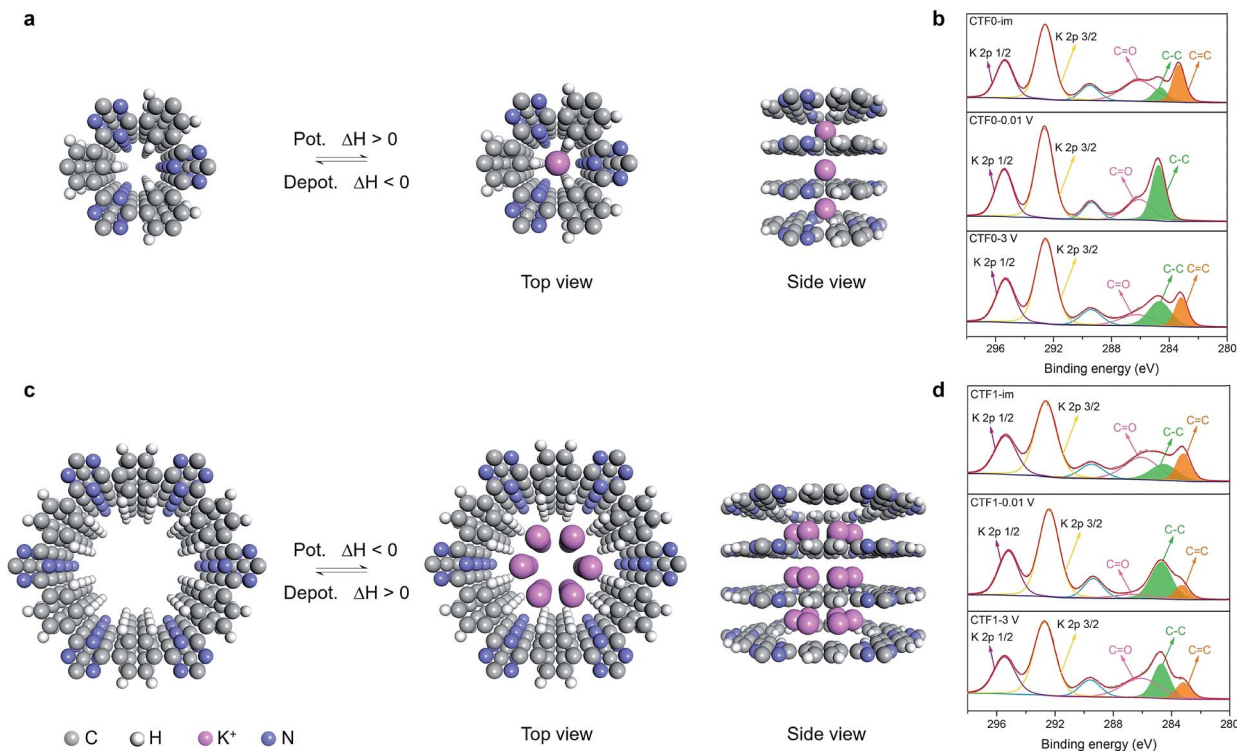 a
Pot. ΔH > 0
Depot. ΔH < 0
Top view
Side view
b
CTF0-im
K 2p 1/2
K 2p 3/2
C=O
C-C
C=C
CTF0-0.01 V
K 2p 1/2
K 2p 3/2
C=O
C-C
CTF0-3 V
K 2p 1/2
K 2p 3/2
C=O
C-C
C=C
296 292 288 284 280
Binding energy (eV)
c
Pot. ΔH < 0
Depot. ΔH > 0
Top view
Side view
C H K⁺ N
d
CTF1-im
K 2p 1/2
K 2p 3/2
C=O
C-C
C=C
CTF1-0.01 V
K 2p 1/2
K 2p 3/2
C=O
C-C
C=C
CTF1-3 V
K 2p 1/2
K 2p 3/2
C=O
C-C
C=C
296 292 288 284 280
Binding energy (eV)